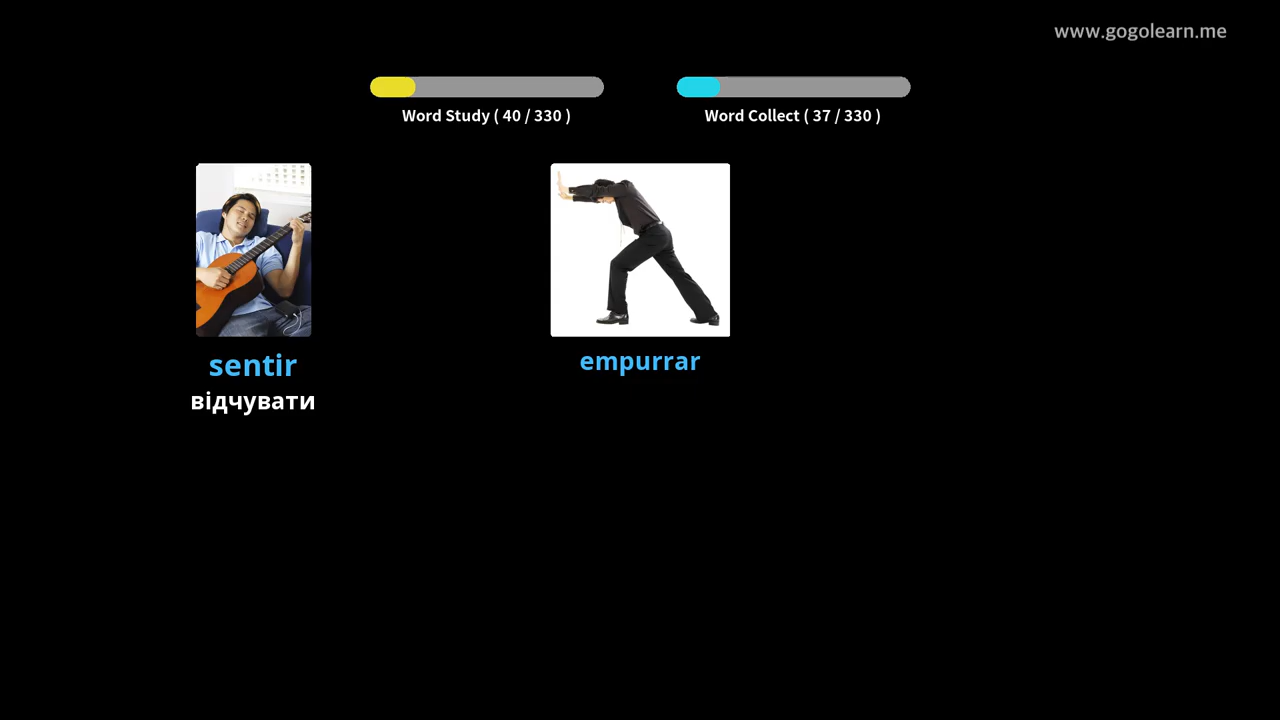 www.gogolearn.me
Word Study ( 40 / 330 )
Word Collect ( 37 / 330 )
sentir
відчувати
empurrar